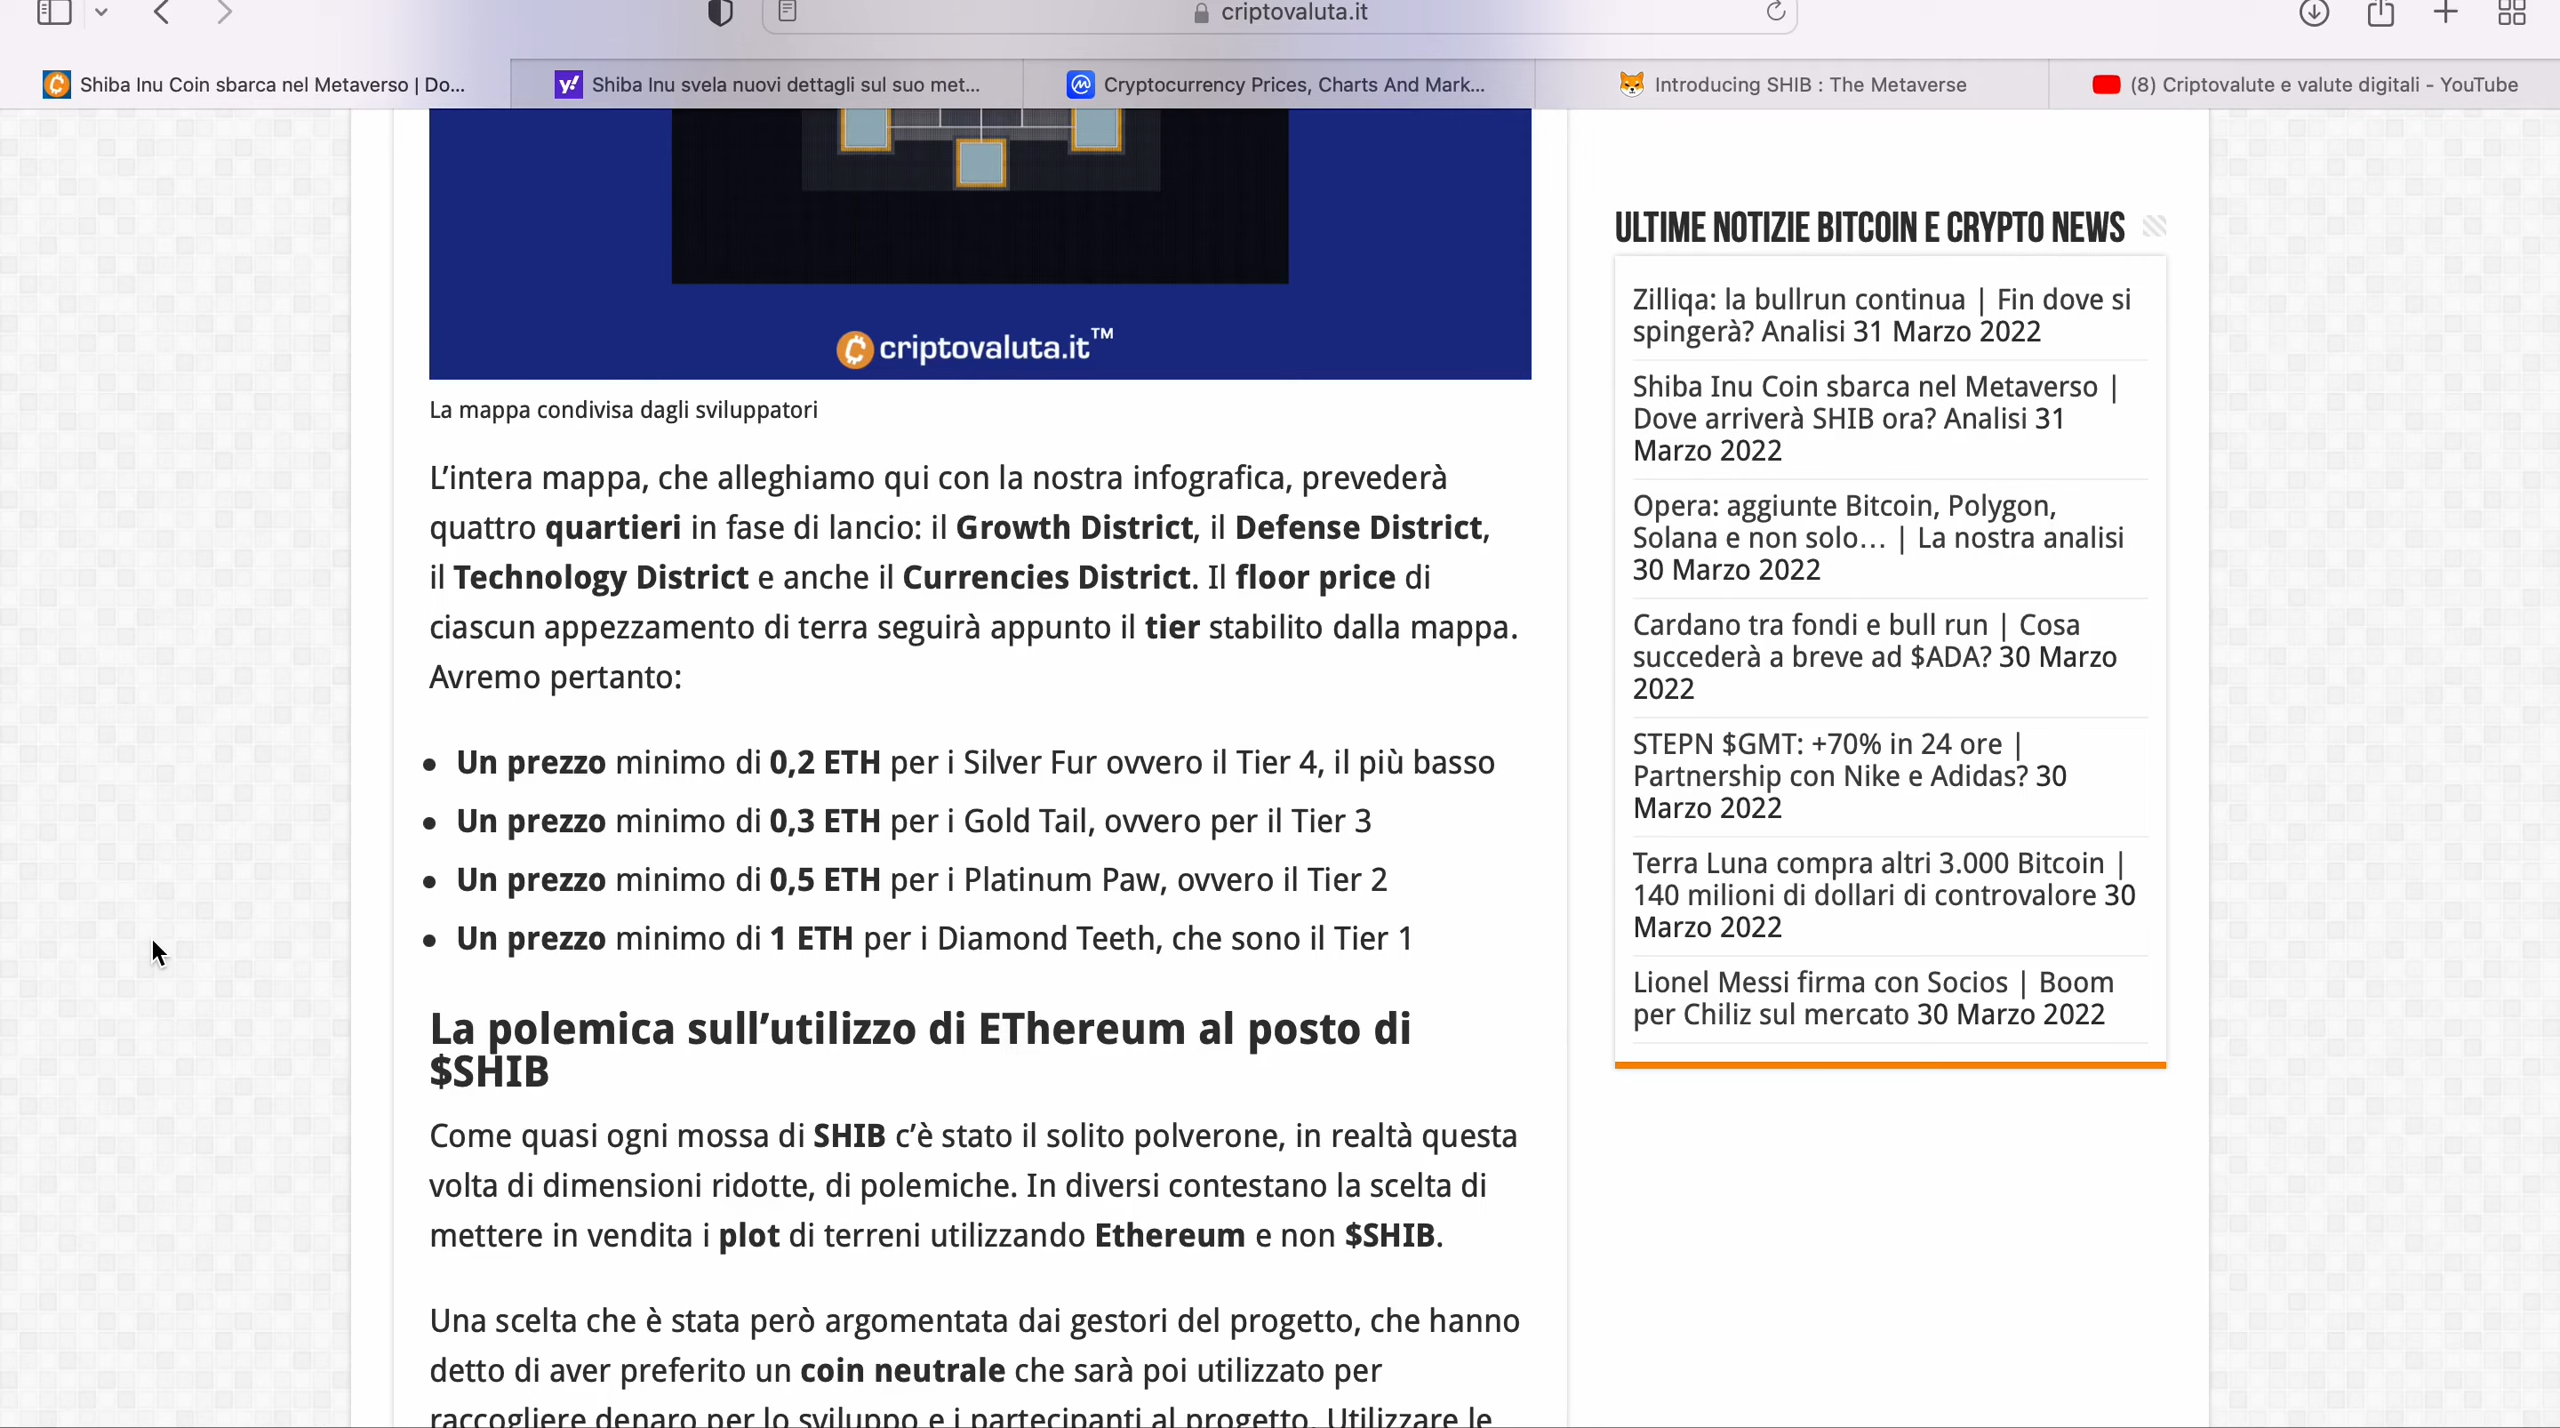 criptovaluta.it
Shiba Inu Coin sbarca nel Metaverso | Do...
Shiba Inu svela nuovi dettagli sul suo met...
Cryptocurrency Prices, Charts And Mark...
Introducing SHIB : The Metaverse
(8) Criptovalute e valute digitali - YouTube
criptovaluta.it™
La mappa condivisa dagli sviluppatori
L’intera mappa, che alleghiamo qui con la nostra infografica, prevederà
quattro quartieri in fase di lancio: il Growth District, il Defense District,
il Technology District e anche il Currencies District. Il floor price di
ciascun appezzamento di terra seguirà appunto il tier stabilito dalla mappa.
Avremo pertanto:
• Un prezzo minimo di 0,2 ETH per i Silver Fur ovvero il Tier 4, il più basso
• Un prezzo minimo di 0,3 ETH per i Gold Tail, ovvero per il Tier 3
• Un prezzo minimo di 0,5 ETH per i Platinum Paw, ovvero il Tier 2
• Un prezzo minimo di 1 ETH per i Diamond Teeth, che sono il Tier 1
La polemica sull’utilizzo di EThereum al posto di
$SHIB
Come quasi ogni mossa di SHIB c’è stato il solito polverone, in realtà questa
volta di dimensioni ridotte, di polemiche. In diversi contestano la scelta di
mettere in vendita i plot di terreni utilizzando Ethereum e non $SHIB.
Una scelta che è stata però argomentata dai gestori del progetto, che hanno
detto di aver preferito un coin neutrale che sarà poi utilizzato per
raccogliere denaro per lo sviluppo e i partecipanti al progetto. Utilizzare le
ULTIME NOTIZIE BITCOIN E CRYPTO NEWS
Zilliqa: la bullrun continua | Fin dove si
spingerà? Analisi 31 Marzo 2022
Shiba Inu Coin sbarca nel Metaverso |
Dove arriverà SHIB ora? Analisi 31
Marzo 2022
Opera: aggiunte Bitcoin, Polygon,
Solana e non solo… | La nostra analisi
30 Marzo 2022
Cardano tra fondi e bull run | Cosa
succederà a breve ad $ADA? 30 Marzo
2022
STEPN $GMT: +70% in 24 ore |
Partnership con Nike e Adidas? 30
Marzo 2022
Terra Luna compra altri 3.000 Bitcoin |
140 milioni di dollari di controvalore 30
Marzo 2022
Lionel Messi firma con Socios | Boom
per Chiliz sul mercato 30 Marzo 2022